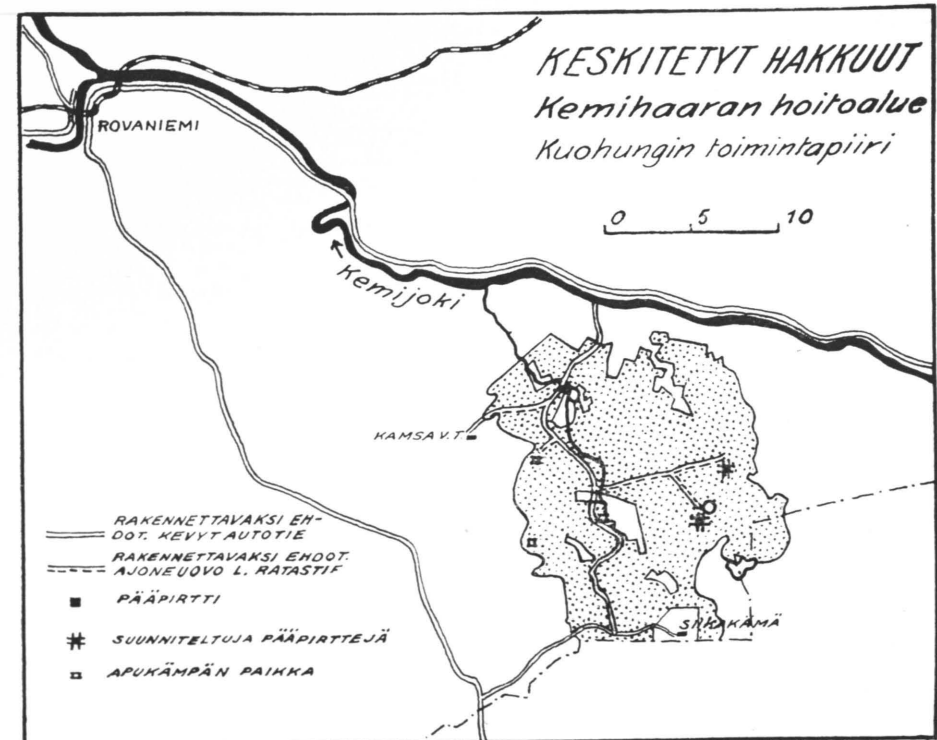 KESKITETYT HAKKUUT
Kemihaaran hoitoalue
Kuohungin toimintapiiri
0 5 10
ROVANIEMI
Kemijoki
KAMSA V.T.
SIIKAKÄMÄ
RAKENNETTAVAKSI EH-
DOT. KEVYT AUTOTIE
RAKENNETTAVAKSI EHDOT.
AJONEUVO L. RATASTIE
PÄÄPIRTTI
SUUNNITELTUJA PÄÄPIRTTEJÄ
APUKÄMPÄN PAIKKA